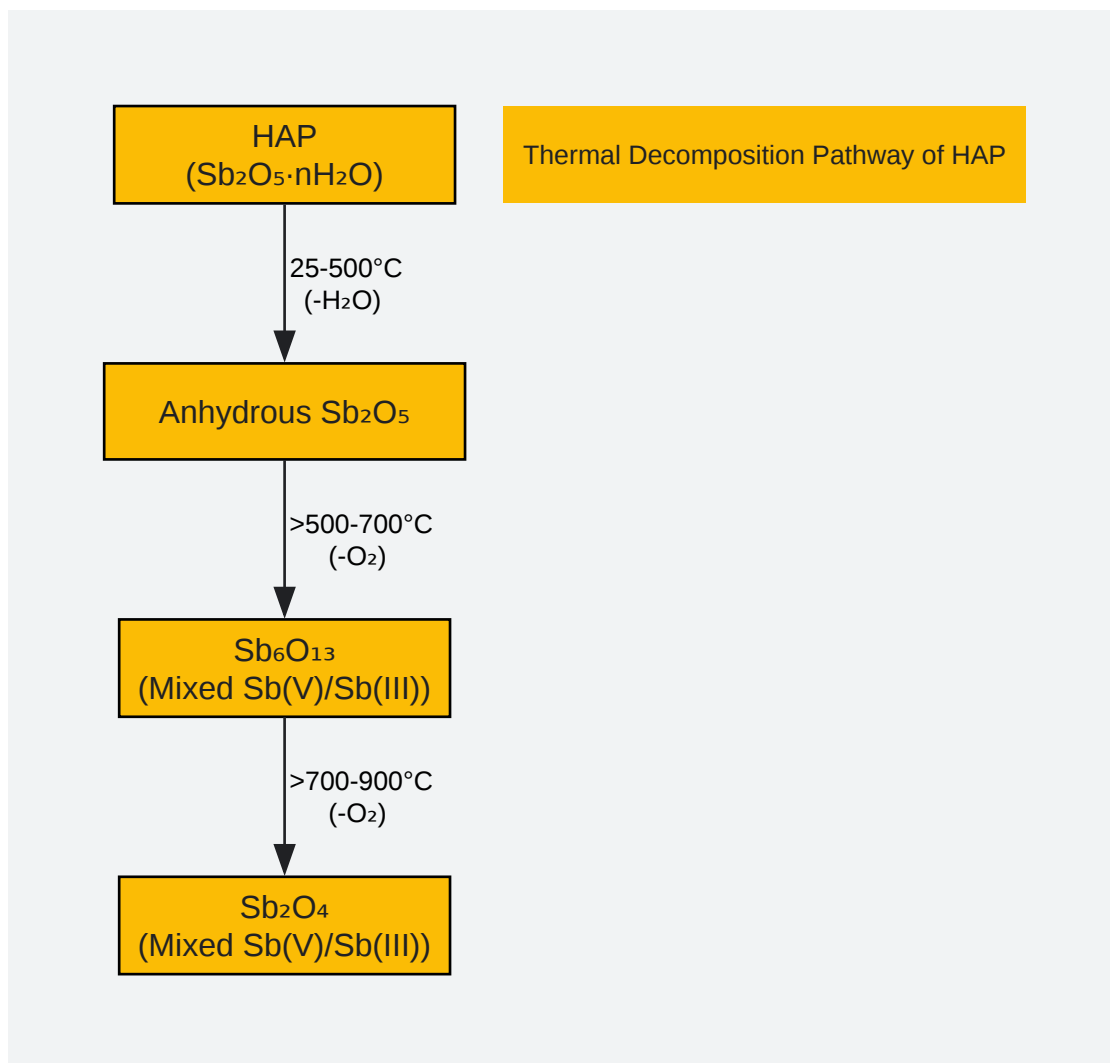 HAP
(Sb₂O₅·nH₂O)
Thermal Decomposition Pathway of HAP
25-500°C
(-H₂O)
Anhydrous Sb₂O₅
>500-700°C
(-O₂)
Sb₆O₁₃
(Mixed Sb(V)/Sb(III))
>700-900°C
(-O₂)
Sb₂O₄
(Mixed Sb(V)/Sb(III))